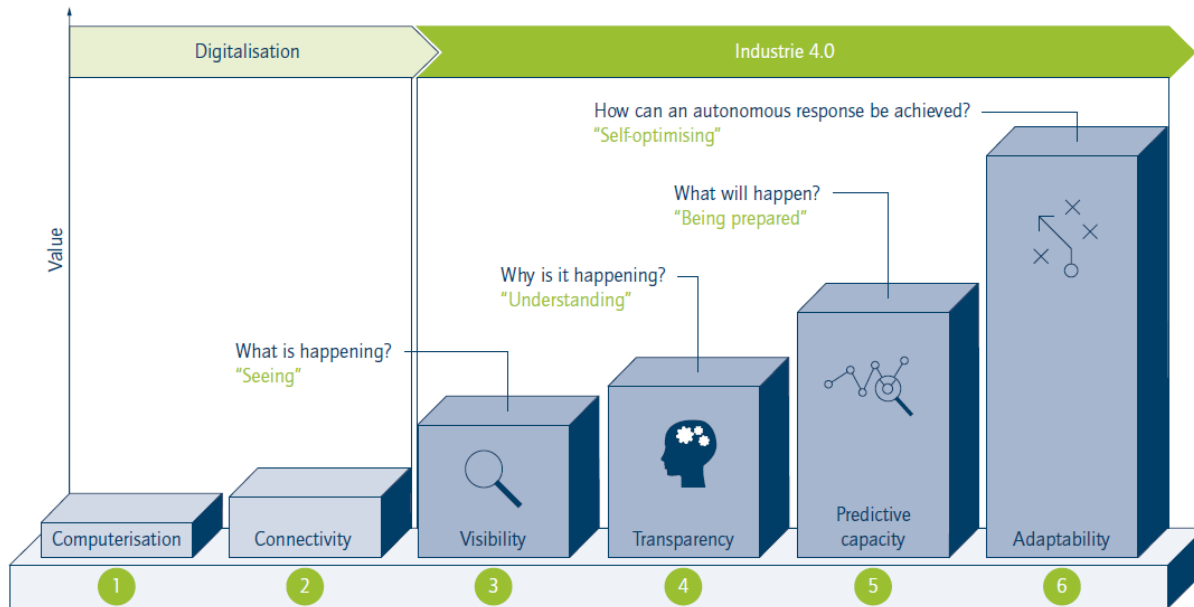 Digitalisation
Industrie 4.0
Value
How can an autonomous response be achieved?
“Self-optimising”
What will happen?
“Being prepared”
Why is it happening?
“Understanding”
What is happening?
“Seeing”
Computerisation
Connectivity
Visibility
Transparency
Predictive
capacity
Adaptability
1
2
3
4
5
6